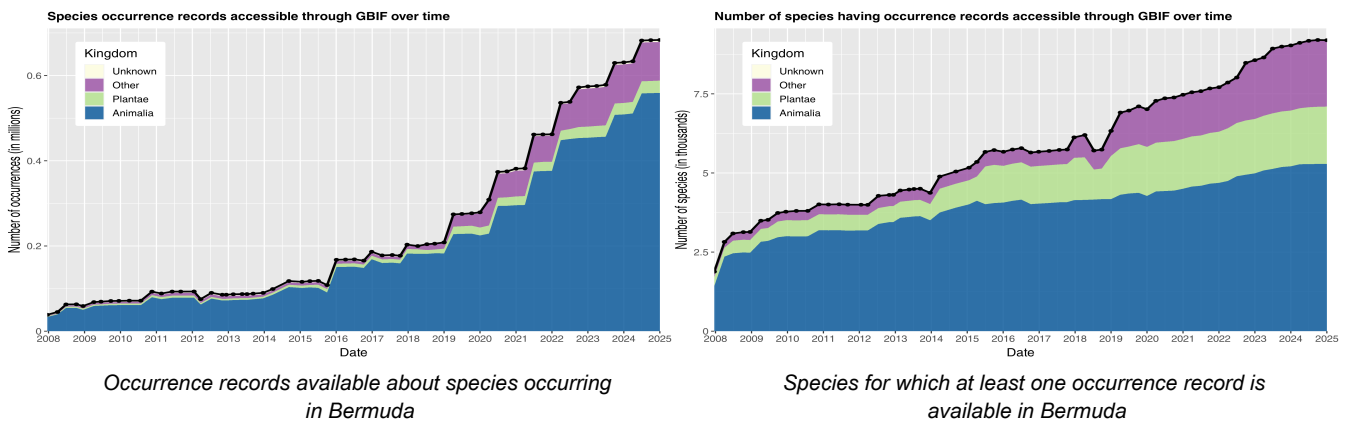 Species occurrence records accessible through GBIF over time
Kingdom
Unknown
Other
Plantae
Animalia
Number of occurrences (in millions)
0.6
0.4
0.2
0
2008 2009 2010 2011 2012 2013 2014 2015 2016 2017 2018 2019 2020 2021 2022 2023 2024 2025
Date
Occurrence records available about species occurring
in Bermuda
Number of species having occurrence records accessible through GBIF over time
Kingdom
Unknown
Other
Plantae
Animalia
Number of species (in thousands)
7.5
5
2.5
0
2008 2009 2010 2011 2012 2013 2014 2015 2016 2017 2018 2019 2020 2021 2022 2023 2024 2025
Date
Species for which at least one occurrence record is
available in Bermuda